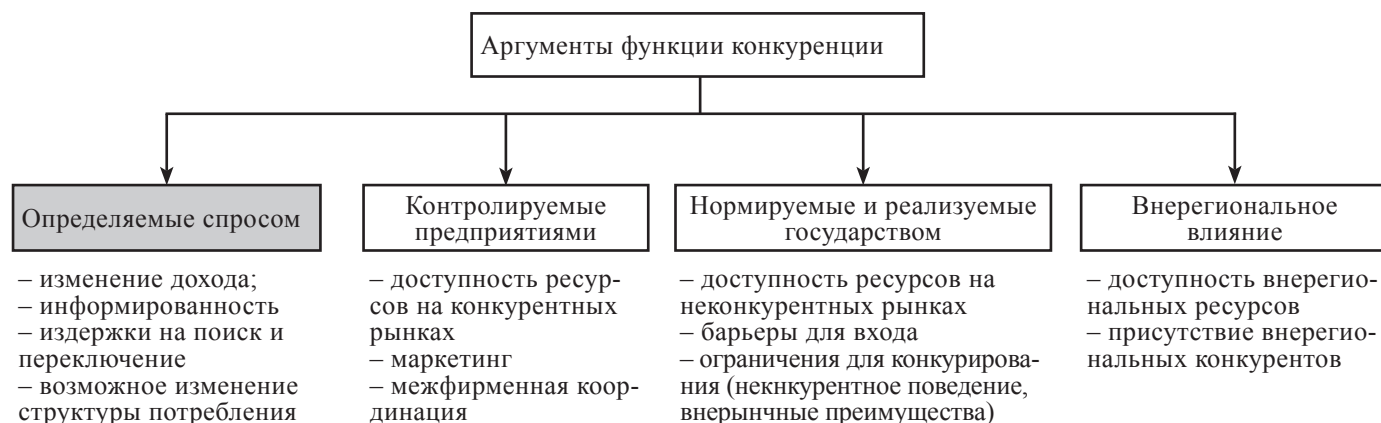 Аргументы функции конкуренции
Определяемые спросом
– изменение дохода;
– информированность
– издержки на поиск и
переключение
– возможное изменение
структуры потребления
Контролируемые
предприятиями
– доступность ресур-
сов на конкурентных
рынках
– маркетинг
– межфирменная коор-
динация
Нормируемые и реализуемые
государством
– доступность ресурсов на
неконкурентных рынках
– барьеры для входа
– ограничения для конкурирова-
ния (некнкурентное поведение,
внерынчные преимущества)
Внерегиональное
влияние
– доступность внерегио-
нальных ресурсов
– присутствие внерегио-
нальных конкурентов